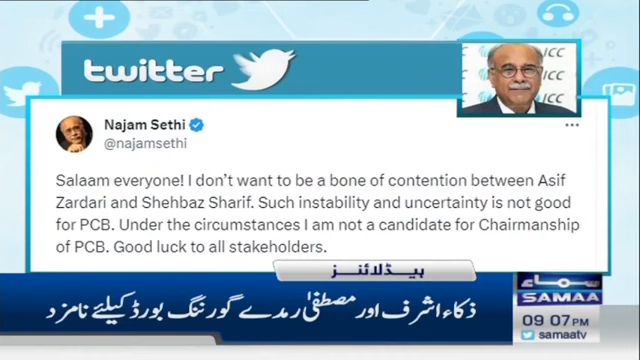 twitter
ICC
ICC
Najam Sethi
@najamsethi
Salaam everyone! I don't want to be a bone of contention between Asif
Zardari and Shehbaz Sharif. Such instability and uncertainty is not good
for PCB. Under the circumstances I am not a candidate for Chairmanship
of PCB. Good luck to all stakeholders.
ہیڈلائنز
ذکاء اشرف اور مصطفیٰ رمدے گورننگ بورڈ کیلئے نامزد
سماء
SAMAA
09 07 PM
samaatv